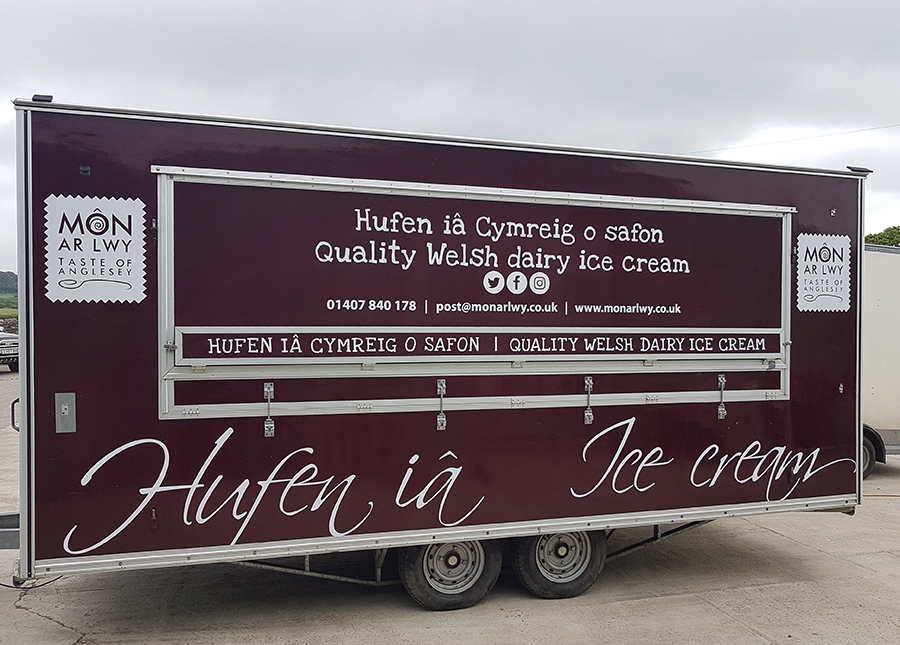 MÔN
AR LWY
TASTE OF
ANGLESEY
Hufen iâ Cymreig o safon
Quality Welsh dairy ice cream
01407 840 178 | post@monarlwy.co.uk | www.monarlwy.co.uk
HUFEN IÂ CYMREIG O SAFON | QUALITY WELSH DAIRY ICE CREAM
MÔN
AR LWY
TASTE OF
ANGLESEY
Hufen iâ Ice cream